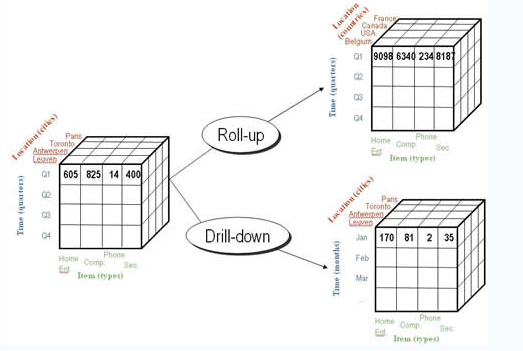 Location
(countries)
France
Canada
USA
Belgium
Time (quarters)
Q1 9098 6340 234 8187
Q2
Q3
Q4
Home
Ent.
Comp.
Phone
Sec.
Item (types)
Roll-up
Location (cities)
Paris
Toronto
Antwerpen
Leuven
Time (quarters)
Q1 605 825 14 400
Q2
Q3
Q4
Home
Ent.
Comp.
Phone
Sec.
Item (types)
Drill-down
Location (cities)
Paris
Toronto
Antwerpen
Leuven
Time (months)
Jan 170 81 2 35
Feb
Mar
...
Home
Ent.
Comp.
Phone
Sec.
Item (types)